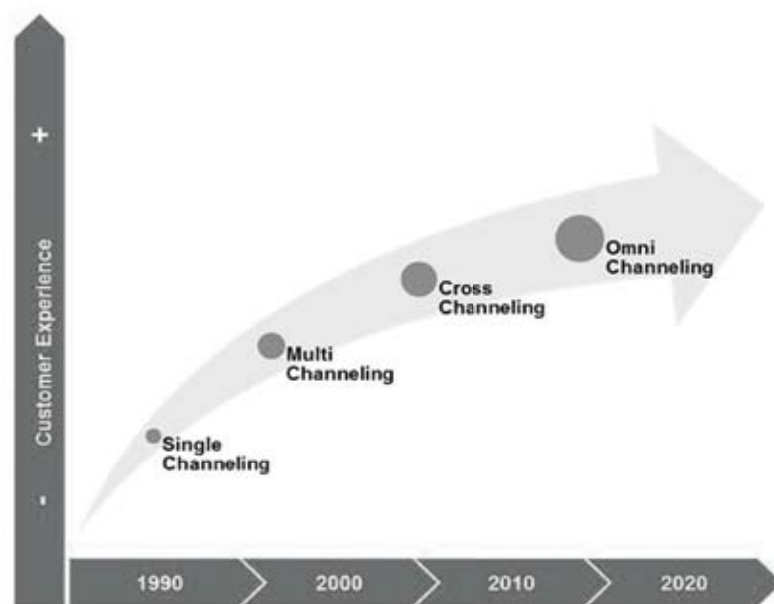 +
Customer Experience
-
Omni
Channeling
Cross
Channeling
Multi
Channeling
Single
Channeling
1990
2000
2010
2020